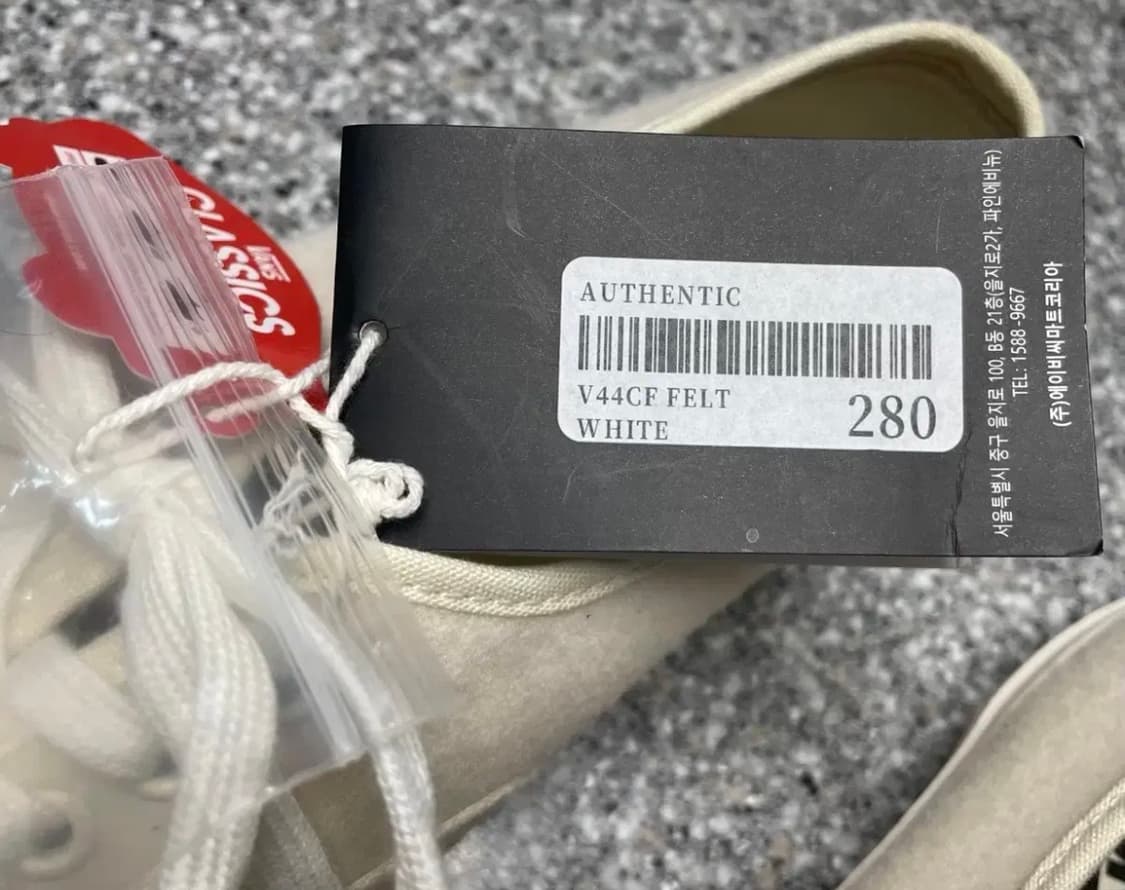 VANS
CLASSICS
AUTHENTIC
V44CF FELT
WHITE
280
서울특별시 중구 을지로 100, B동 21층(을지로2가, 파인에비뉴)
TEL: 1588-9667
(주)에이비씨마트코리아